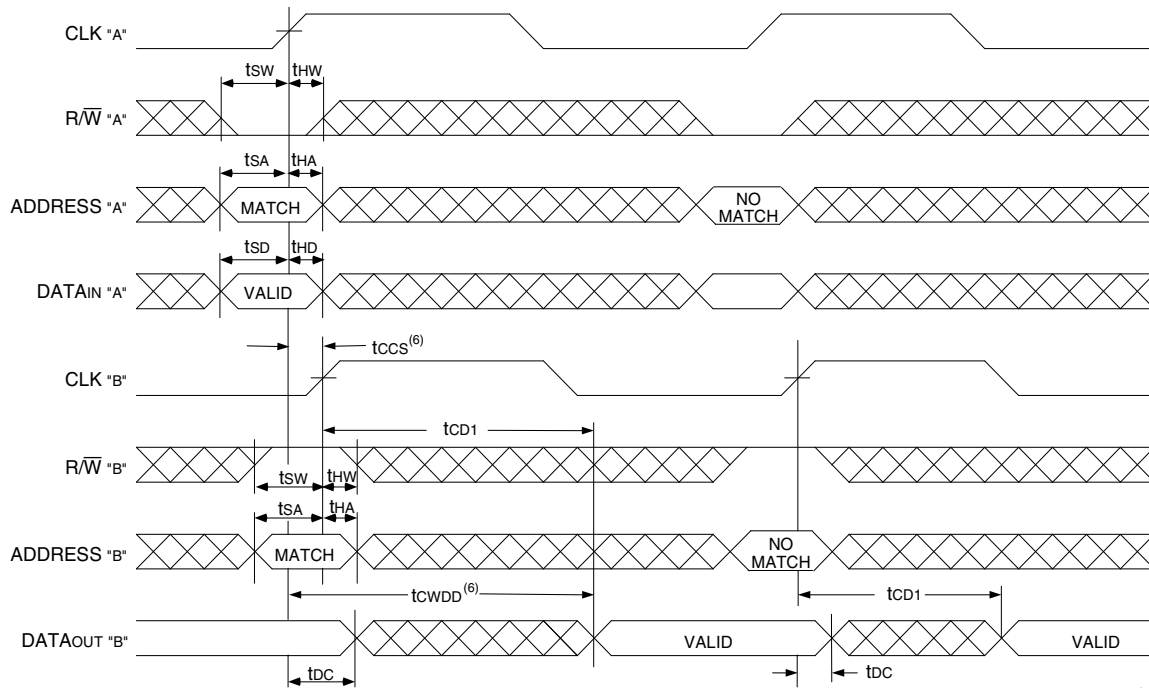 CLK "A"
tSW tHW
R/W̅ "A"
tSA tHA
ADDRESS "A" MATCH NO MATCH
tSD tHD
DATAIN "A" VALID
tCCS(6)
CLK "B"
tCD1
R/W̅ "B"
tSW tHW
tSA tHA
ADDRESS "B" MATCH NO MATCH
tCWDD(6) tCD1
DATAOUT "B" VALID VALID
tDC tDC